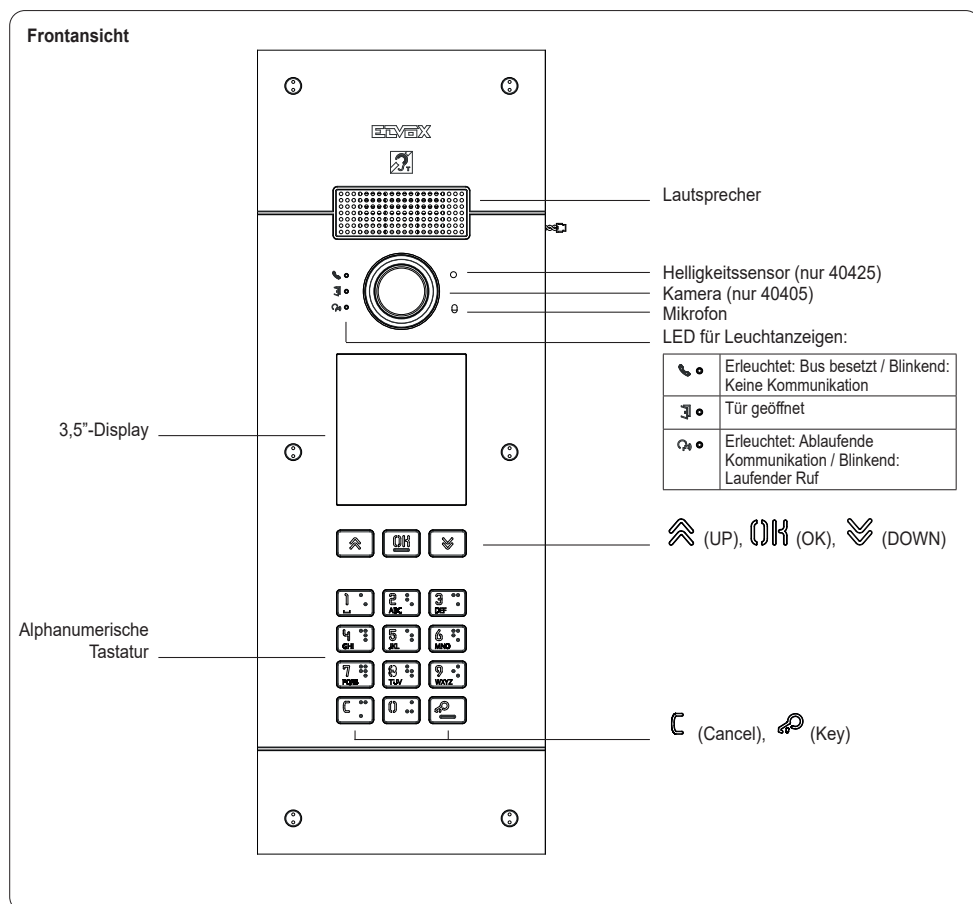 Frontansicht
ELVOX
T
Lautsprecher
Helligkeitssensor (nur 40425)
Kamera (nur 40405)
Mikrofon
LED für Leuchtanzeigen:
Erleuchtet: Bus besetzt / Blinkend:
Keine Kommunikation
Tür geöffnet
Erleuchtet: Ablaufende
Kommunikation / Blinkend:
Laufender Ruf
3,5”-Display
OK
(UP), OK (OK), (DOWN)
1 2 3
ABC DEF
Alphanumerische
Tastatur
4 5 6
GHI JKL MNO
7 8 9
PQRS TUV WXYZ
C 0
C (Cancel), (Key)